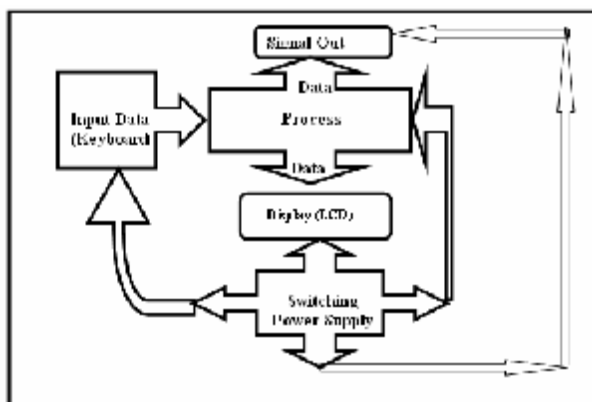 Signal Out
Data
Input Data
(Keyboard
Process
Data
Display (LCD)
Switching
Power Supply